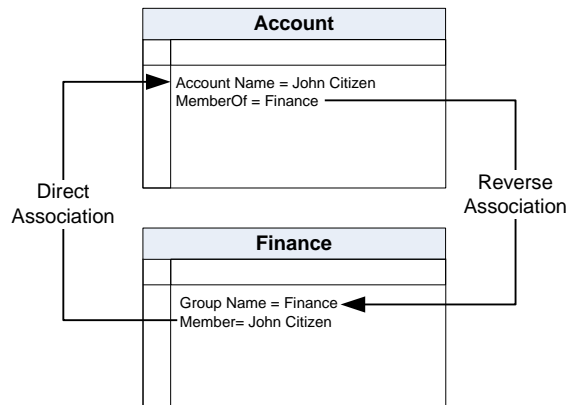 Account
Account Name = John Citizen
MemberOf = Finance
Direct
Association
Reverse
Association
Finance
Group Name = Finance
Member= John Citizen